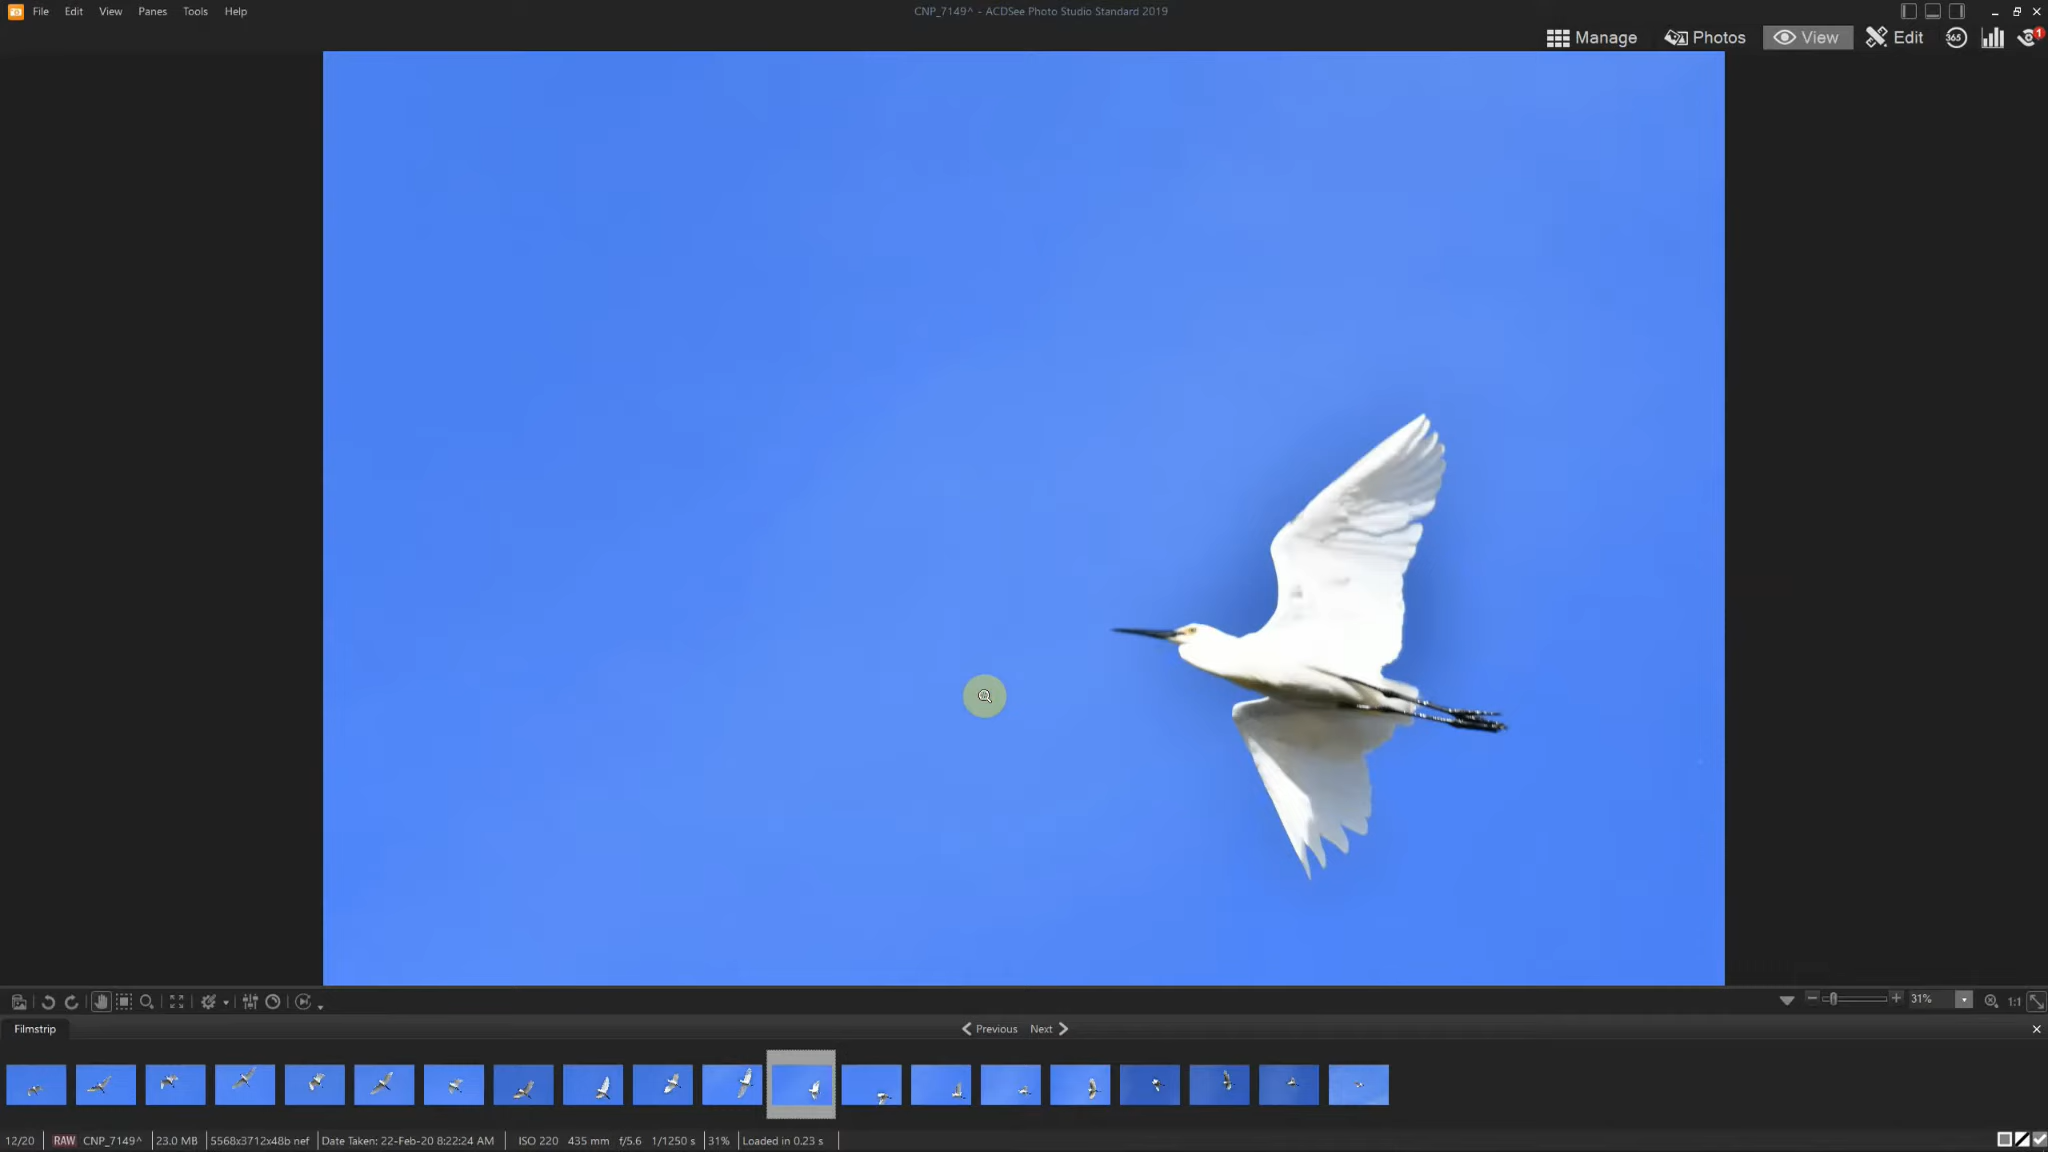 File Edit View Panes Tools Help
CNP_7149^ - ACDSee Photo Studio Standard 2019
Manage Photos View Edit 365 1
31% 1:1
Filmstrip
Previous Next
12/20 RAW CNP_7149^ 23.0 MB 5568x3712x48b nef Date Taken: 22-Feb-20 8:22:24 AM ISO 220 435 mm f/5.6 1/1250 s 31% Loaded in 0.23 s